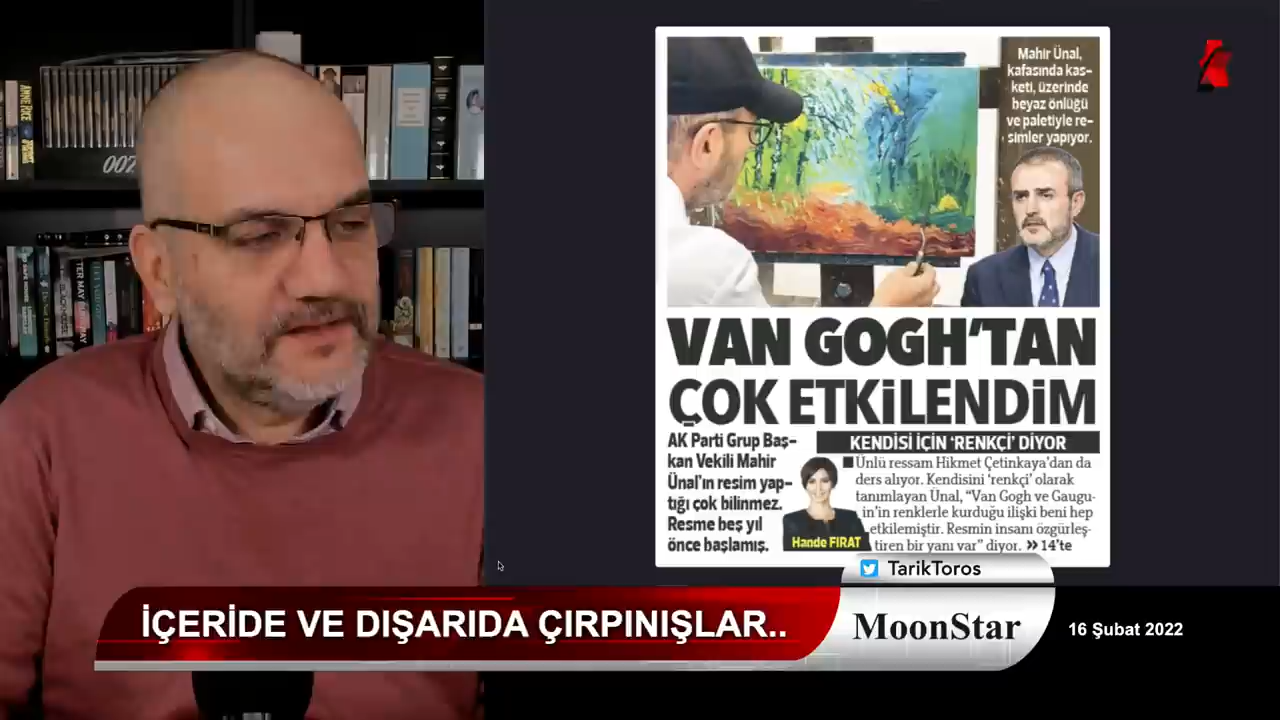 007
ANNE RICE
Mahir Ünal,
kafasında kas-
keti, üzerinde
beyaz önlüğü
ve paletiyle re-
simler yapıyor.
VAN GOGH'TAN
ÇOK ETKİLENDİM
AK Parti Grup Baş-
kan Vekili Mahir
Ünal'ın resim yap-
tığı çok bilinmez.
Resme beş yıl
önce başlamış.
KENDİSİ İÇİN 'RENKÇİ' DİYOR
Ünlü ressam Hikmet Çetinkaya'dan da
ders alıyor. Kendisini 'renkçi' olarak
tanımlayan Ünal, "Van Gogh ve Gaugu-
in'in renklerle kurduğu ilişki beni hep
etkilemiştir. Resmin insanı özgürleş-
tiren bir yanı var" diyor. 14'te
Hande FIRAT
TarikToros
İÇERİDE VE DIŞARIDA ÇIRPINIŞLAR..
MoonStar
16 Şubat 2022